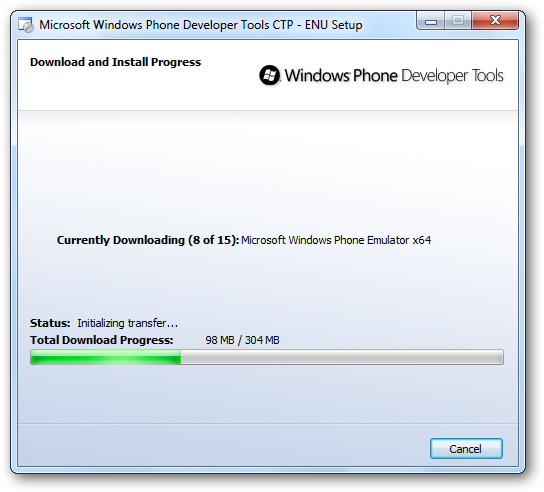 Microsoft Windows Phone Developer Tools CTP - ENU Setup
Download and Install Progress
Windows Phone Developer Tools
Currently Downloading (8 of 15): Microsoft Windows Phone Emulator x64
Status: Initializing transfer...
Total Download Progress: 98 MB / 304 MB
Cancel